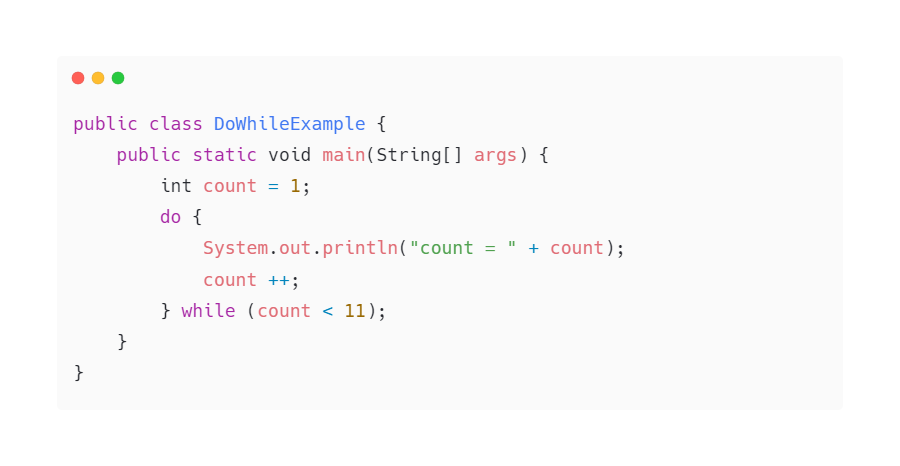 public class DoWhileExample {
    public static void main(String[] args) {
        int count = 1;
        do {
            System.out.println("count = " + count);
            count ++;
        } while (count < 11);
    }
}